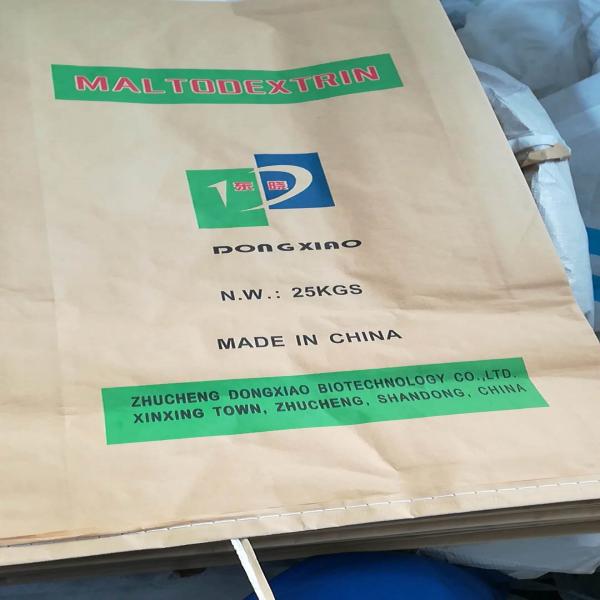 MALTODEXTRIN
东晓
DONGXIAO
N.W.: 25KGS
MADE IN CHINA
ZHUCHENG DONGXIAO BIOTECHNOLOGY CO.,LTD.
XINXING TOWN, ZHUCHENG, SHANDONG, CHINA